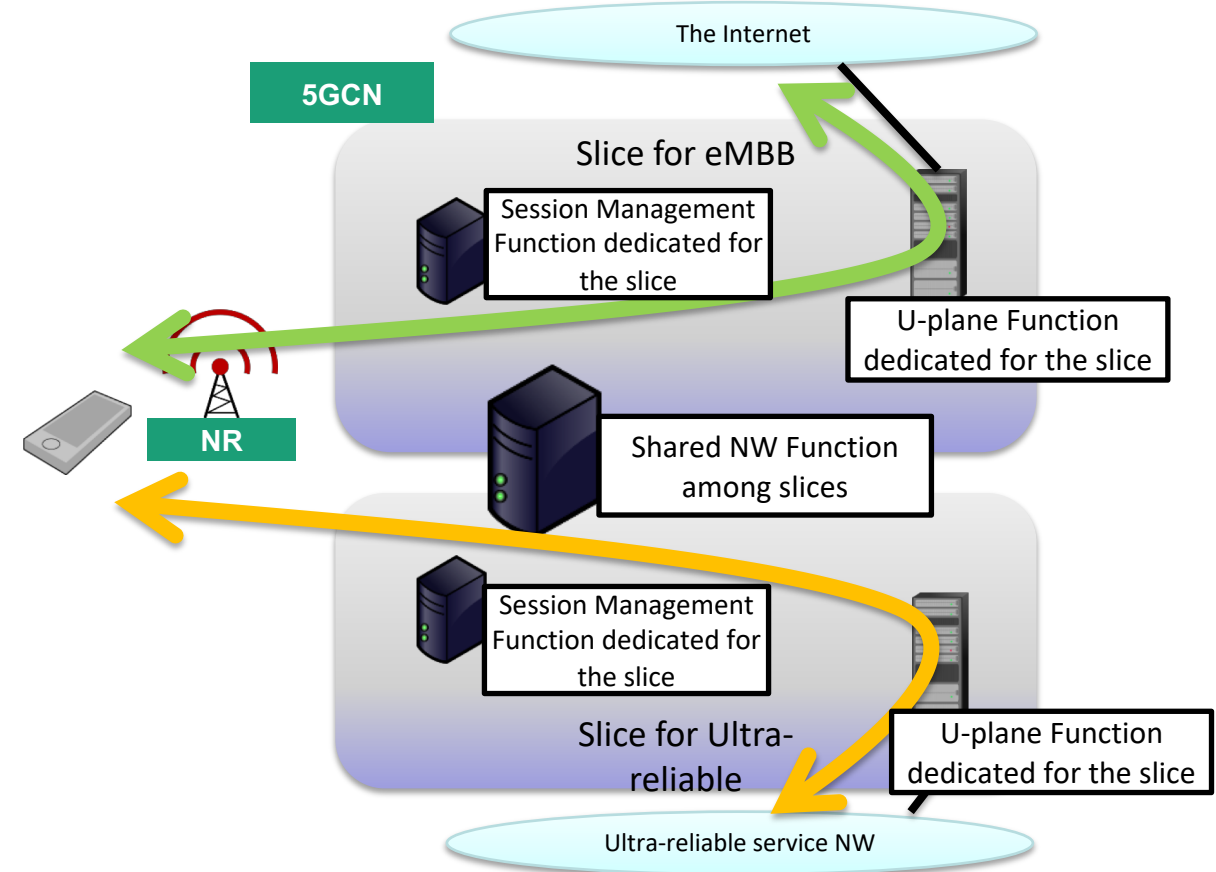 The Internet
5GCN
Slice for eMBB
Session Management
Function dedicated for
the slice
U-plane Function
dedicated for the slice
NR
Shared NW Function
among slices
Session Management
Function dedicated for
the slice
Slice for Ultra-
reliable
U-plane Function
dedicated for the slice
Ultra-reliable service NW